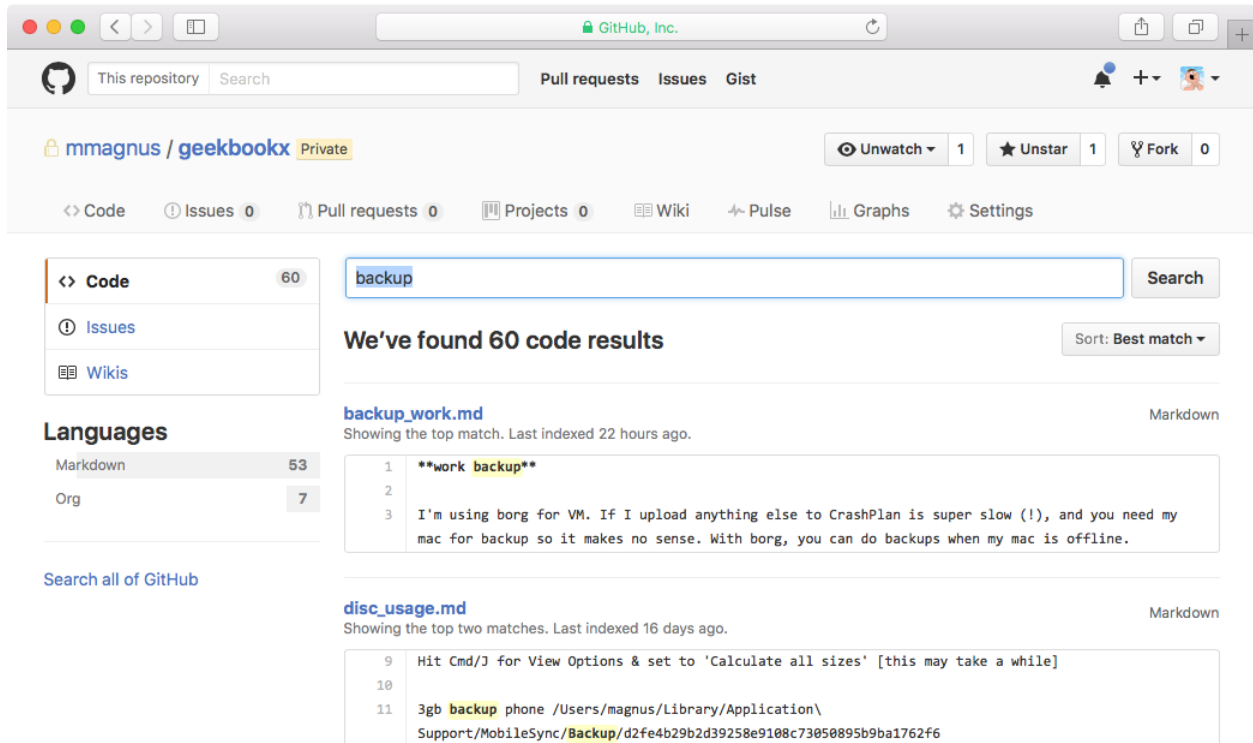 GitHub, Inc.
This repository Search Pull requests Issues Gist
mmagnus / geekbookx Private Unwatch 1 Unstar 1 Fork 0
Code Issues 0 Pull requests 0 Projects 0 Wiki Pulse Graphs Settings
Code 60
Issues
Wikis
Languages
Markdown 53
Org 7
Search all of GitHub
backup Search
We've found 60 code results Sort: Best match
backup_work.md Markdown
Showing the top match. Last indexed 22 hours ago.
1 **work backup**
2
3 I'm using borg for VM. If I upload anything else to CrashPlan is super slow (!), and you need my
mac for backup so it makes no sense. With borg, you can do backups when my mac is offline.
disc_usage.md Markdown
Showing the top two matches. Last indexed 16 days ago.
9 Hit Cmd/J for View Options & set to 'Calculate all sizes' [this may take a while]
10
11 3gb backup phone /Users/magnus/Library/Application\
Support/MobileSync/Backup/d2fe4b29b2d39258e9108c73050895b9ba1762f6